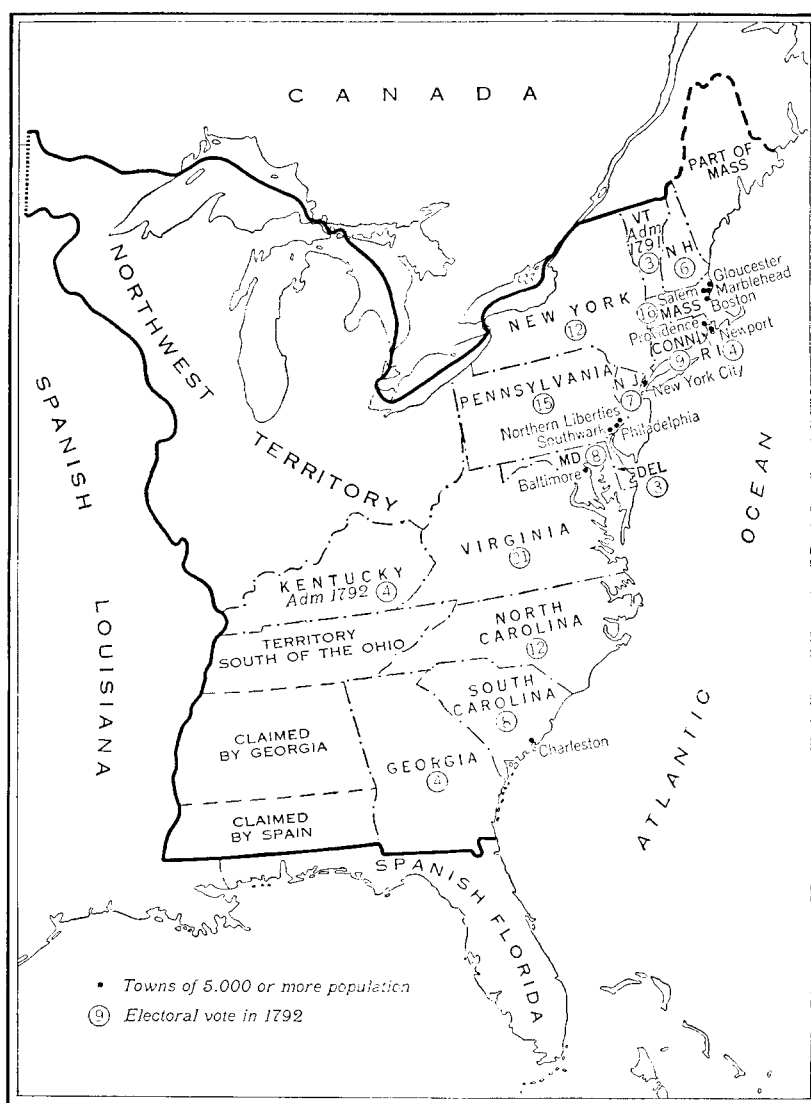 CANADA
PART OF
MASS
VT
Adm
1791
3
NH
6
Gloucester
Salem
Marblehead
MASS
Boston
Providence
CONN
Newport
9
RI
4
NEW YORK
12
PENNSYLVANIA
15
NJ
7
New York City
Northern Liberties
Southwark
Philadelphia
MD
8
Baltimore
DEL
3
NORTHWEST
TERRITORY
SPANISH
LOUISIANA
VIRGINIA
21
KENTUCKY
Adm 1792
4
TERRITORY
SOUTH OF THE OHIO
NORTH
CAROLINA
12
SOUTH
CAROLINA
Charleston
CLAIMED
BY GEORGIA
GEORGIA
4
CLAIMED
BY SPAIN
SPANISH FLORIDA
ATLANTIC
OCEAN
Towns of 5.000 or more population
9 Electoral vote in 1792